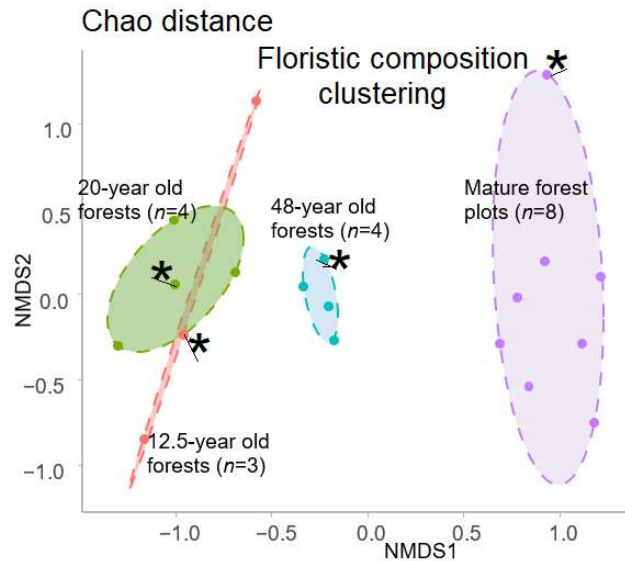 Chao distance
Floristic composition
clustering
1.0
0.5
0.0
−0.5
−1.0
NMDS2
20-year old
forests (n=4)
48-year old
forests (n=4)
Mature forest
plots (n=8)
*
*
*
*
12.5-year old
forests (n=3)
−1.0
−0.5
0.0
0.5
1.0
NMDS1